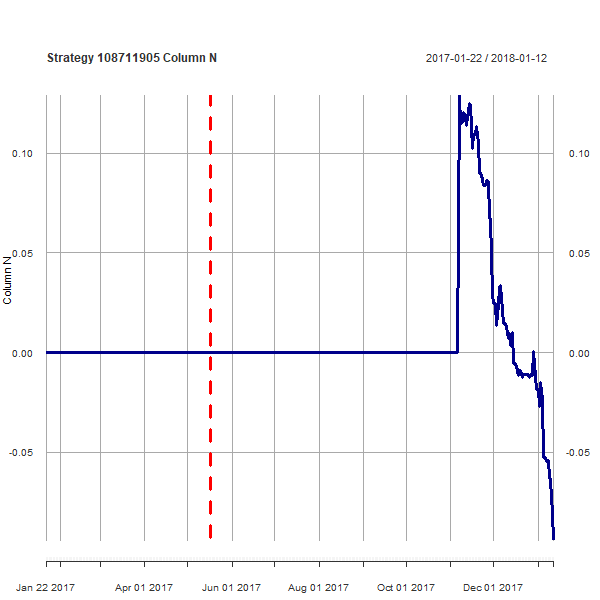 Strategy 108711905 Column N
2017-01-22 / 2018-01-12
0.10
0.10
0.05
0.05
Column N
0.00
0.00
-0.05
-0.05
Jan 22 2017
Apr 01 2017
Jun 01 2017
Aug 01 2017
Oct 01 2017
Dec 01 2017